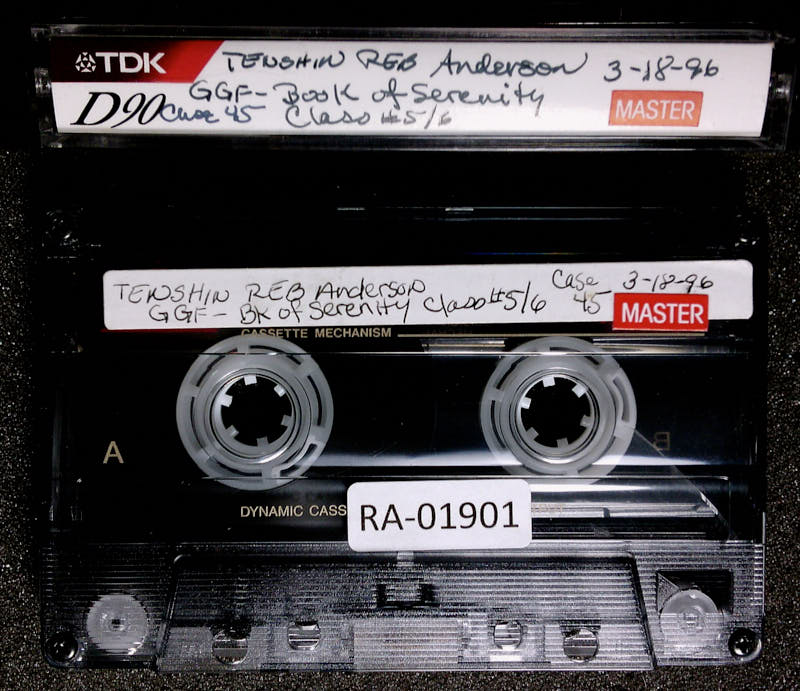 TDK TENSHIN REB Anderson 3-18-96
GGF- Book of Serenity MASTER
D90 Case 45 Class #5/6
TENSHIN REB Anderson Case 3-18-96
GGF- BK of Serenity Class #5/6 45 MASTER
CASSETTE MECHANISM
A B
DYNAMIC CASS
RA-01901